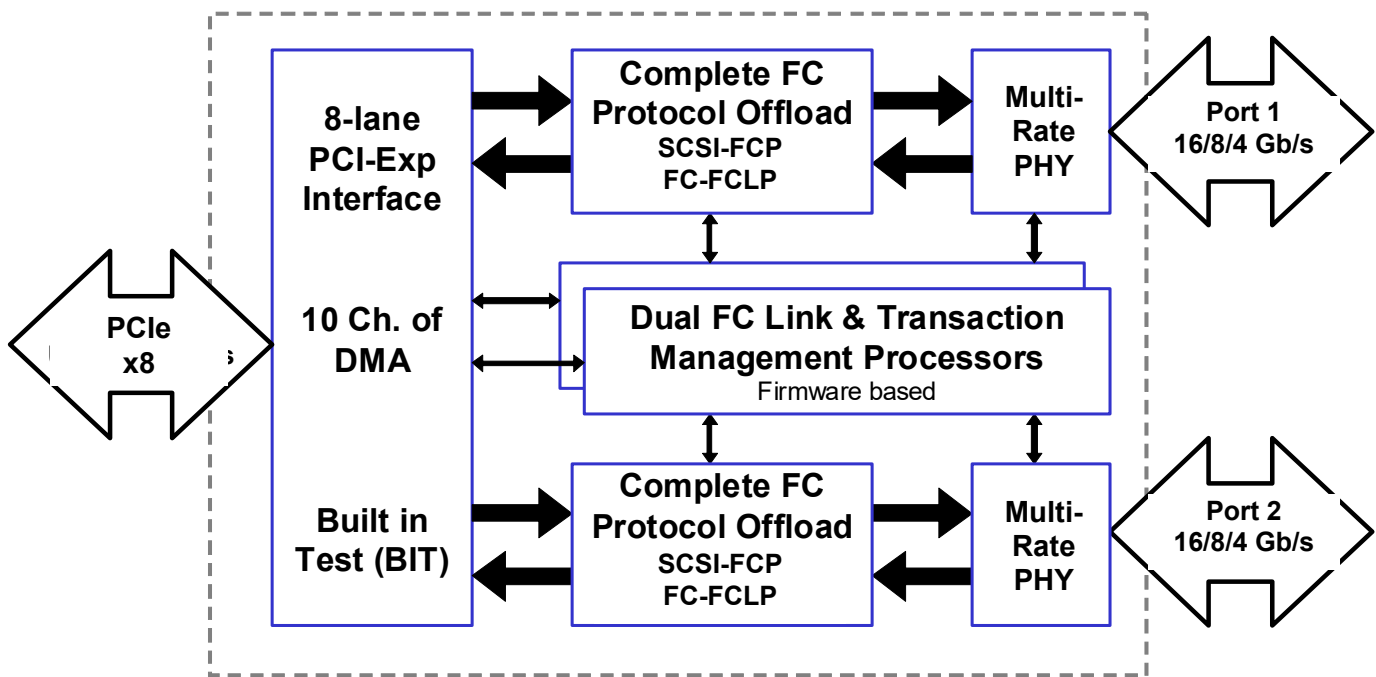 8-lane
PCI-Exp
Interface
10 Ch. of
DMA
Built in
Test (BIT)
Complete FC
Protocol Offload
SCSI-FCP
FC-FCLP
Multi-
Rate
PHY
Port 1
16/8/4 Gb/s
PCIe
x8
Dual FC Link & Transaction
Management Processors
Firmware based
Complete FC
Protocol Offload
SCSI-FCP
FC-FCLP
Multi-
Rate
PHY
Port 2
16/8/4 Gb/s